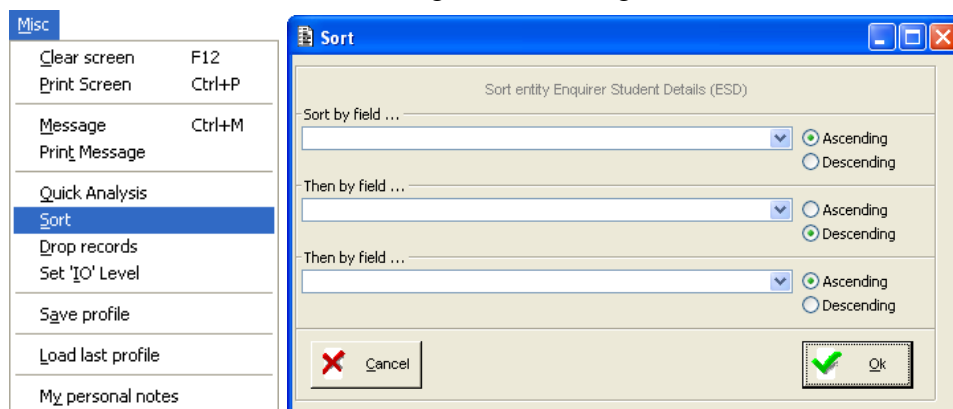 Misc
Clear screen F12
Print Screen Ctrl+P
Message Ctrl+M
Print Message
Quick Analysis
Sort
Drop records
Set 'IO' Level
Save profile
Load last profile
My personal notes
Sort
Sort entity Enquirer Student Details (ESD)
Sort by field ...
Ascending
Descending
Then by field ...
Ascending
Descending
Then by field ...
Ascending
Descending
Cancel Ok